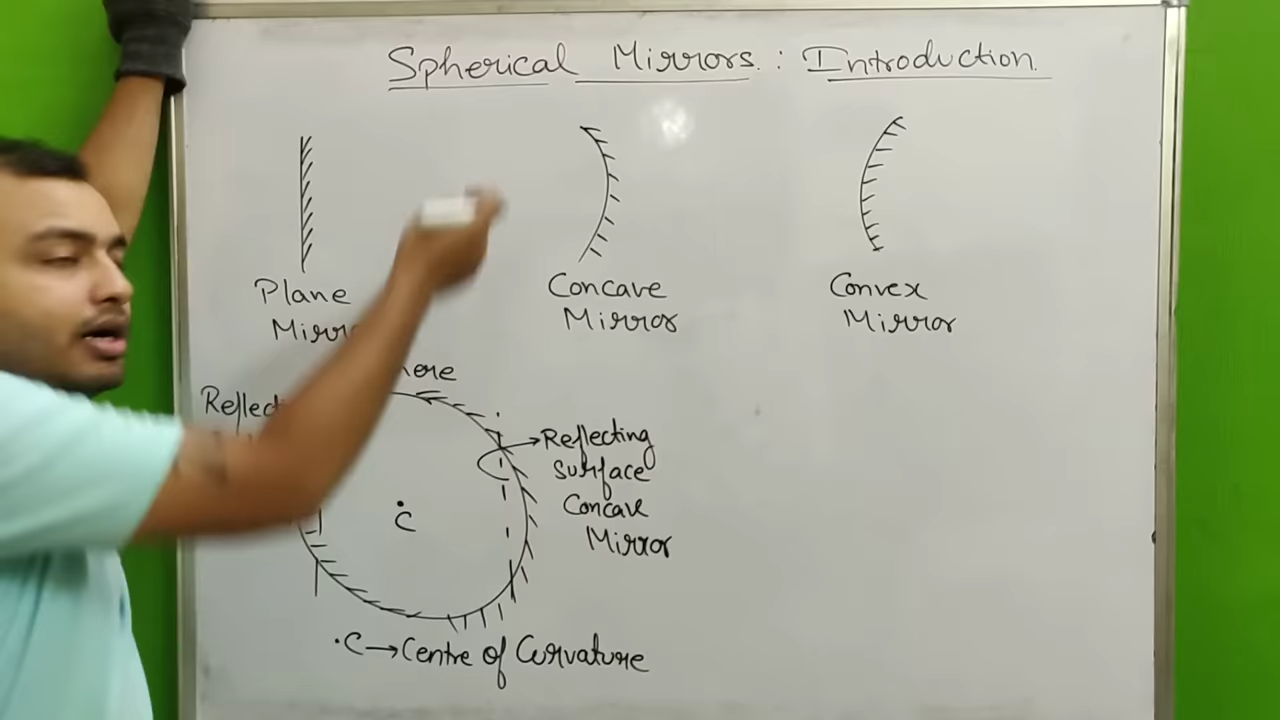 Spherical Mirrors : Introduction.
Plane
Concave
Mirror
Convex
Mirror
Reflecting
surface
Concave
Mirror
C
.C→Centre of Curvature